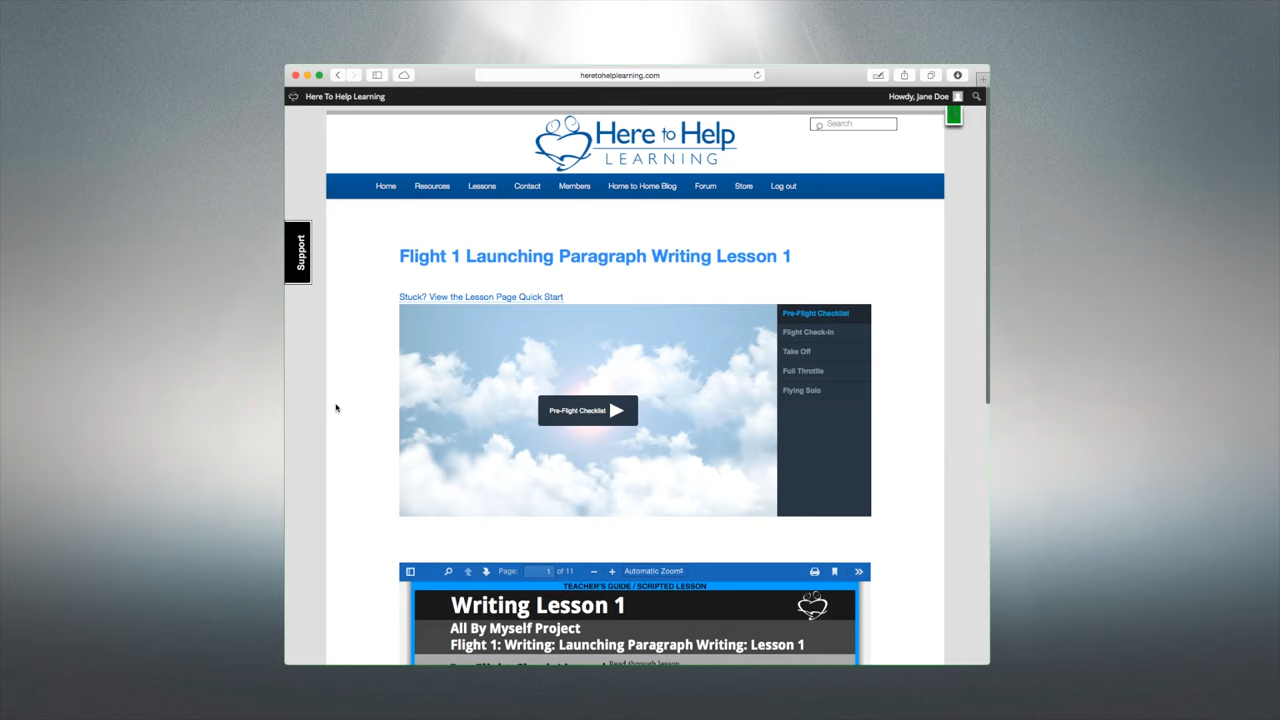 heretohelplearning.com
Here To Help Learning
Howdy, Jane Doe
Here to Help
LEARNING
Search
Home Resources Lessons Contact Members Home to Home Blog Forum Store Log out
Support
Flight 1 Launching Paragraph Writing Lesson 1
Stuck? View the Lesson Page Quick Start
Pre-Flight Checklist
Flight Check-In
Take Off
Full Throttle
Flying Solo
Pre-Flight Checklist
Page: 1 of 11 Automatic Zoom
TEACHER'S GUIDE / SCRIPTED LESSON
Writing Lesson 1
All By Myself Project
Flight 1: Writing: Launching Paragraph Writing: Lesson 1
Read through lesson